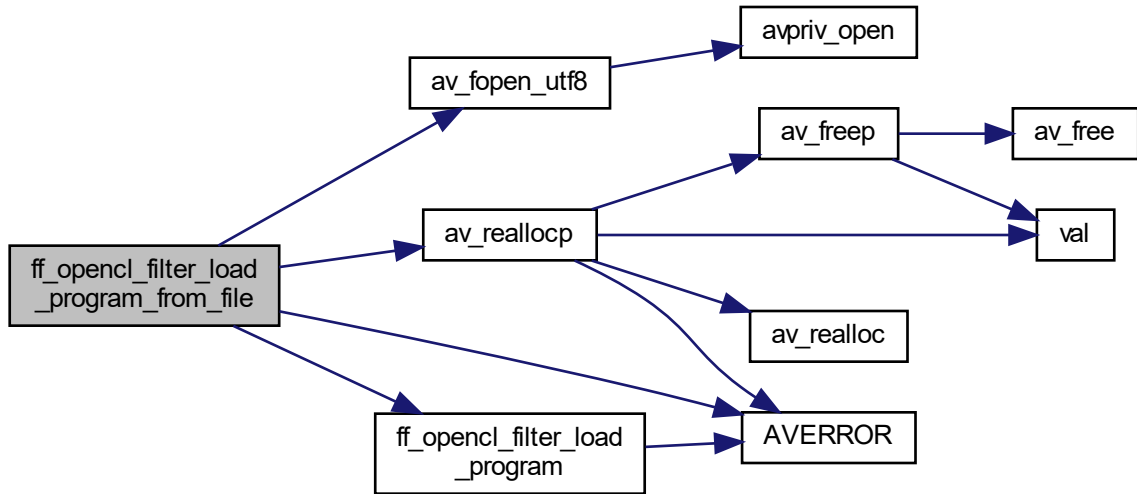 avpriv_open
av_fopen_utf8
av_freep
av_free
av_reallocp
val
ff_opencl_filter_load
_program_from_file
av_realloc
ff_opencl_filter_load
_program
AVERROR